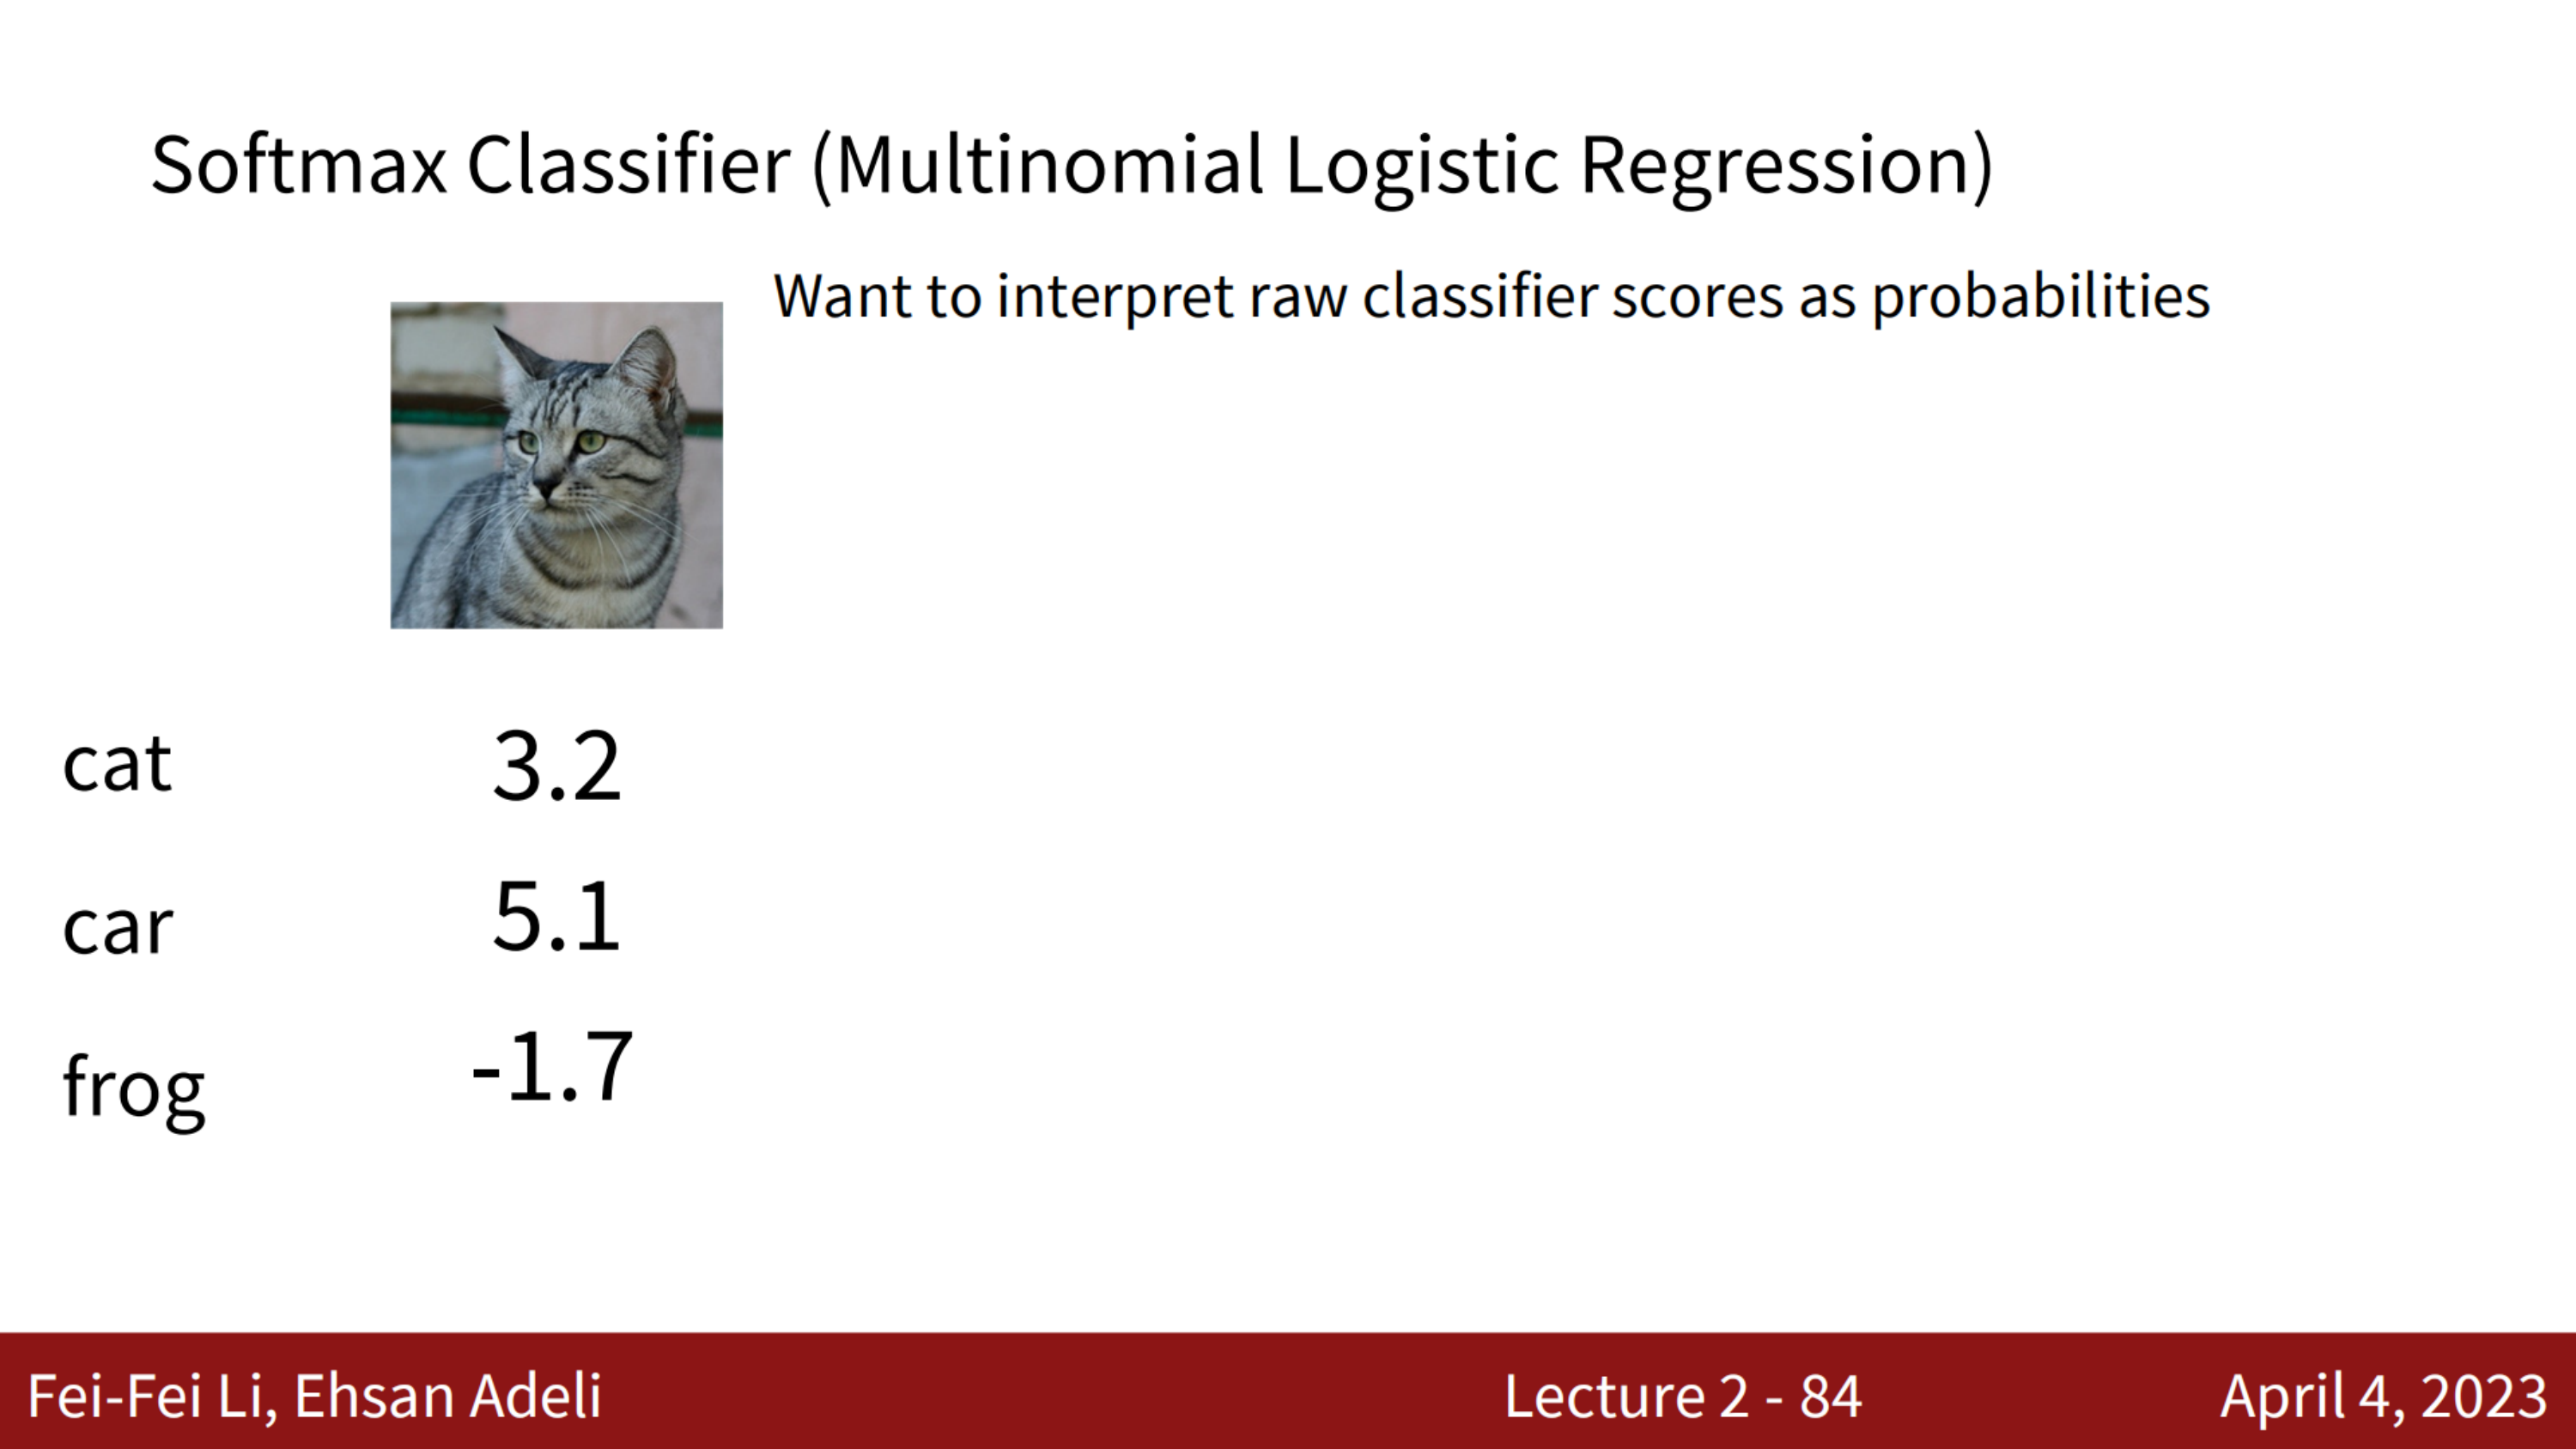 Softmax Classifier (Multinomial Logistic Regression)
Want to interpret raw classifier scores as probabilities
cat 3.2
car 5.1
frog -1.7
Fei-Fei Li, Ehsan Adeli Lecture 2 - 84 April 4, 2023